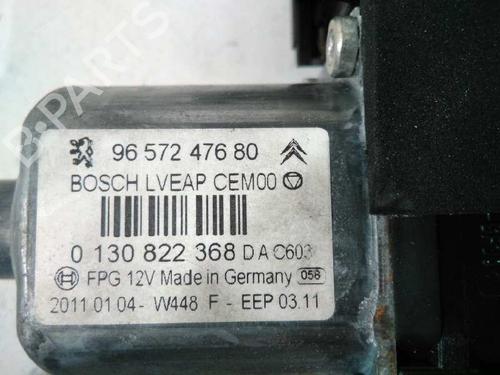 96 572 476 80
BOSCH LVEAP CEM00
0 130 822 368 D A C603
FPG 12V Made in Germany 058
2011 01 04 - W448 F - EEP 03.11
B-PARTS